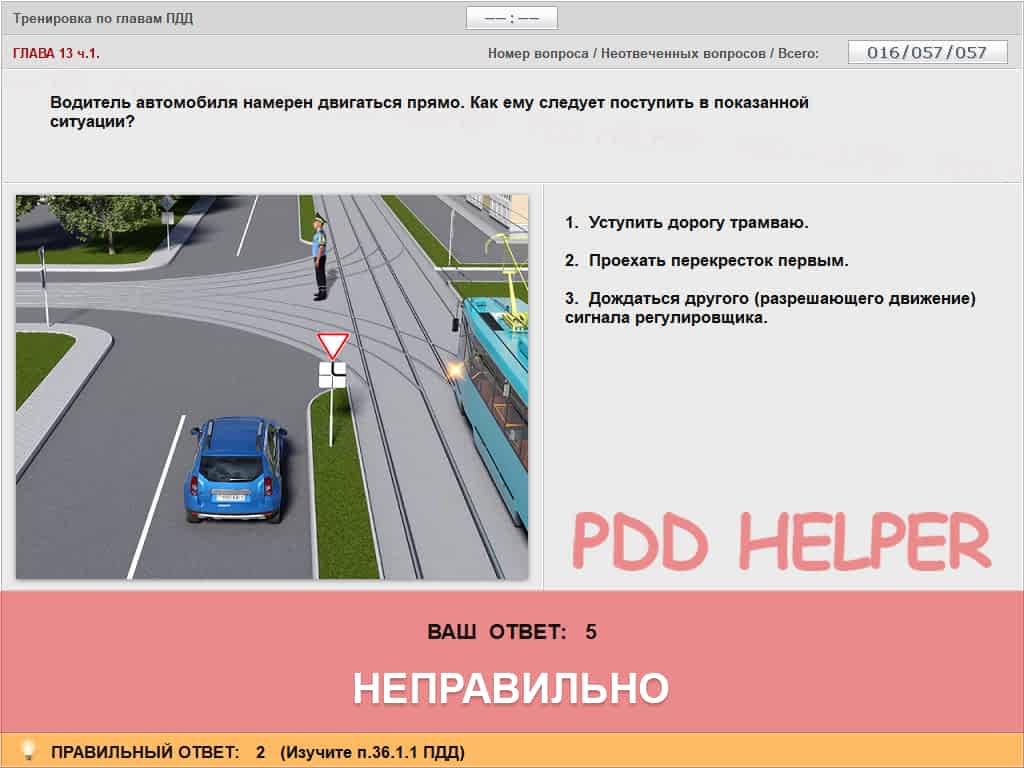 Тренировка по главам ПДД
−− : −−
ГЛАВА 13 ч.1.
Номер вопроса / Неотвеченных вопросов / Всего:
016/057/057
Водитель автомобиля намерен двигаться прямо. Как ему следует поступить в показанной
ситуации?
1. Уступить дорогу трамваю.
2. Проехать перекресток первым.
3. Дождаться другого (разрешающего движение)
сигнала регулировщика.
PDD HELPER
ВАШ ОТВЕТ: 5
НЕПРАВИЛЬНО
ПРАВИЛЬНЫЙ ОТВЕТ: 2 (Изучите п.36.1.1 ПДД)